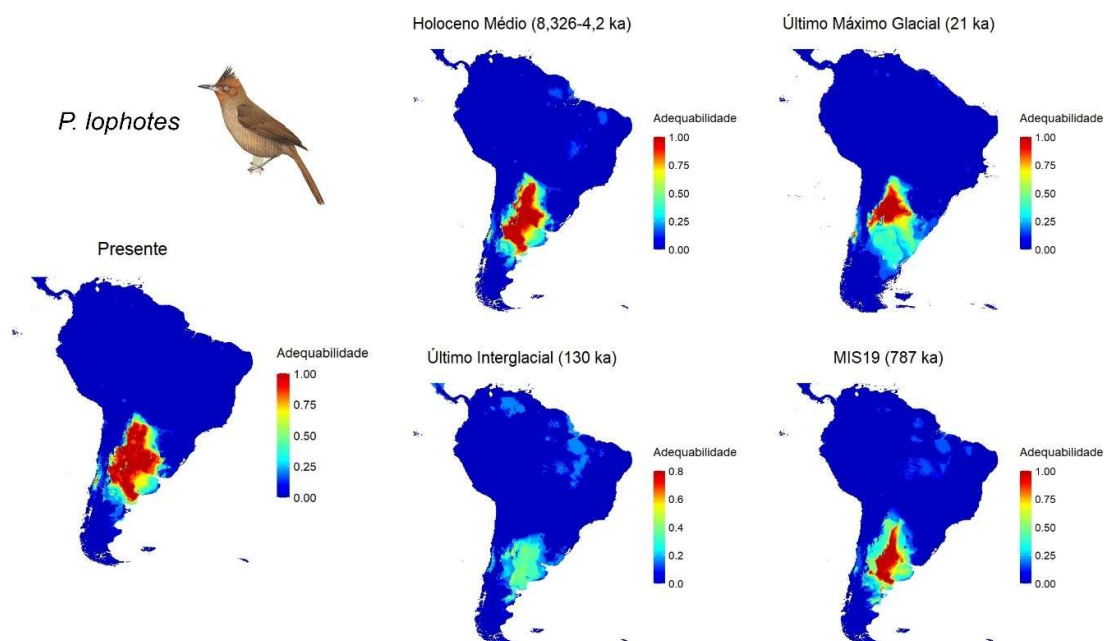 P. lophotes
Presente
Adequabilidade
1.00
0.75
0.50
0.25
0.00
Holoceno Médio (8,326-4,2 ka)
Adequabilidade
1.00
0.75
0.50
0.25
0.00
Último Máximo Glacial (21 ka)
Adequabilidade
1.00
0.75
0.50
0.25
0.00
Último Interglacial (130 ka)
Adequabilidade
0.8
0.6
0.4
0.2
0.0
MIS19 (787 ka)
Adequabilidade
1.00
0.75
0.50
0.25
0.00